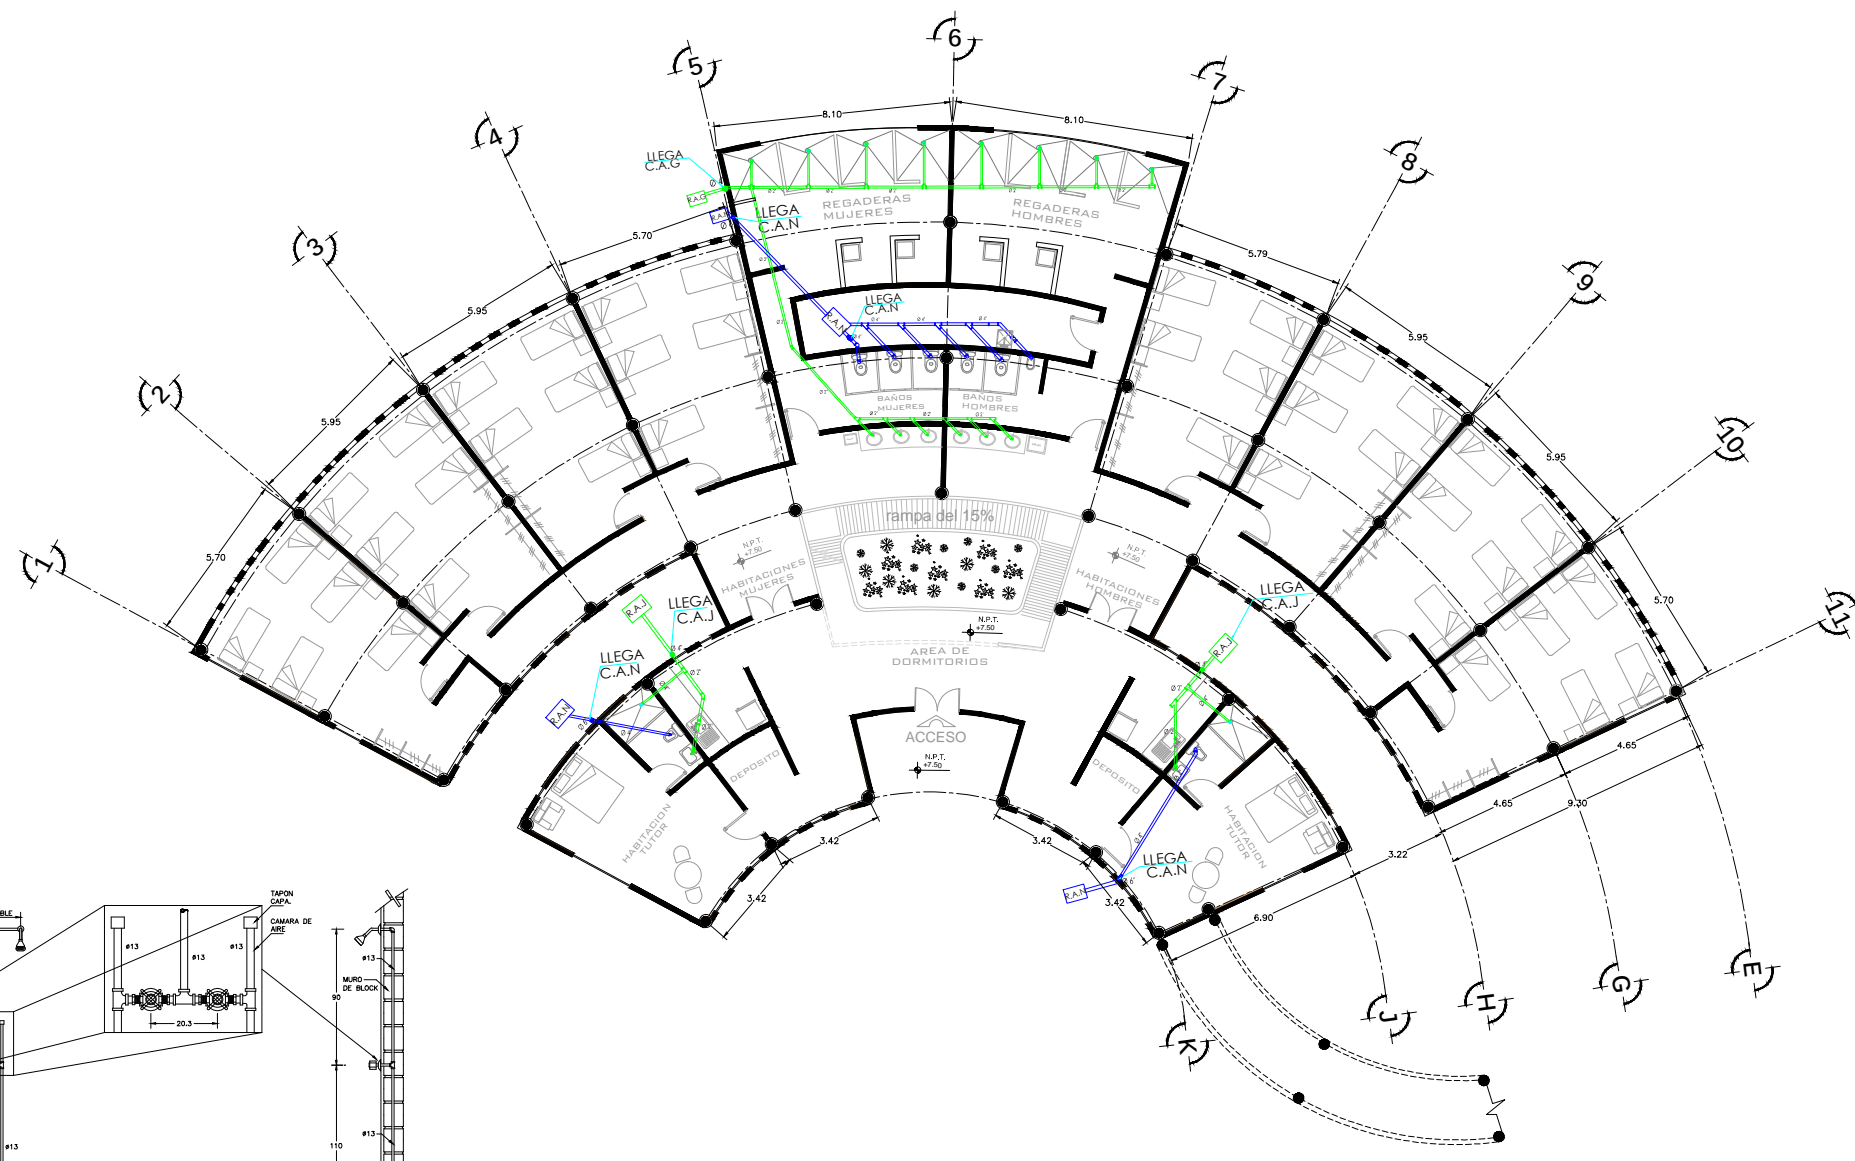 6
5
7
8.10
8.10
4
8
LLEGA
C.A.G
R.A.G
REGADERAS
MUJERES
REGADERAS
HOMBRES
LLEGA
C.A.N
3
5.70
5.79
9
5.95
LLEGA
C.A.N
R.A.N
5.95
2
5.95
BAÑOS
MUJERES
BAÑOS
HOMBRES
5.95
10
rampa del 15%
1
5.70
N.P.T.
+7.50
N.P.T.
+7.50
HABITACIONES
MUJERES
HABITACIONES
HOMBRES
5.70
11
R.A.J
LLEGA
C.A.J
LLEGA
C.A.J
N.P.T.
+7.50
R.A.J
AREA DE
DORMITORIOS
LLEGA
C.A.N
R.A.N
ACCESO
N.P.T.
+7.50
DEPOSITO
DEPOSITO
4.65
4.65
9.30
HABITACION
TUTOR
HABITACION
TUTOR
3.42
3.42
3.22
LLEGA
C.A.N
R.A.N
3.42
3.42
6.90
E
G
H
J
K
BLE
TAPON
CAPA.
CAMARA DE
AIRE
ø13
ø13
ø13
20.3
ø13
MURO
DE BLOCK
90
ø13
110
ø13